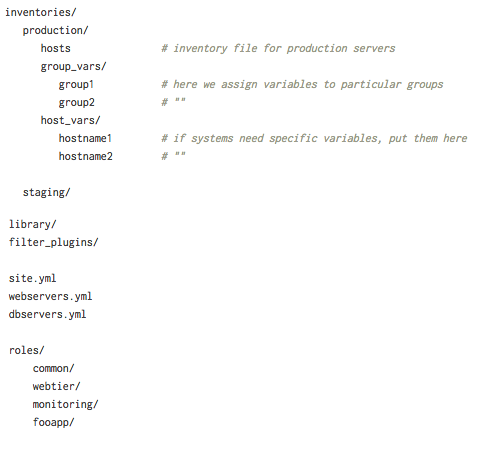 inventories/
   production/
      hosts               # inventory file for production servers
      group_vars/
         group1           # here we assign variables to particular groups
         group2           # ""
      host_vars/
         hostname1        # if systems need specific variables, put them here
         hostname2        # ""

   staging/

library/
filter_plugins/

site.yml
webservers.yml
dbservers.yml

roles/
    common/
    webtier/
    monitoring/
    fooapp/